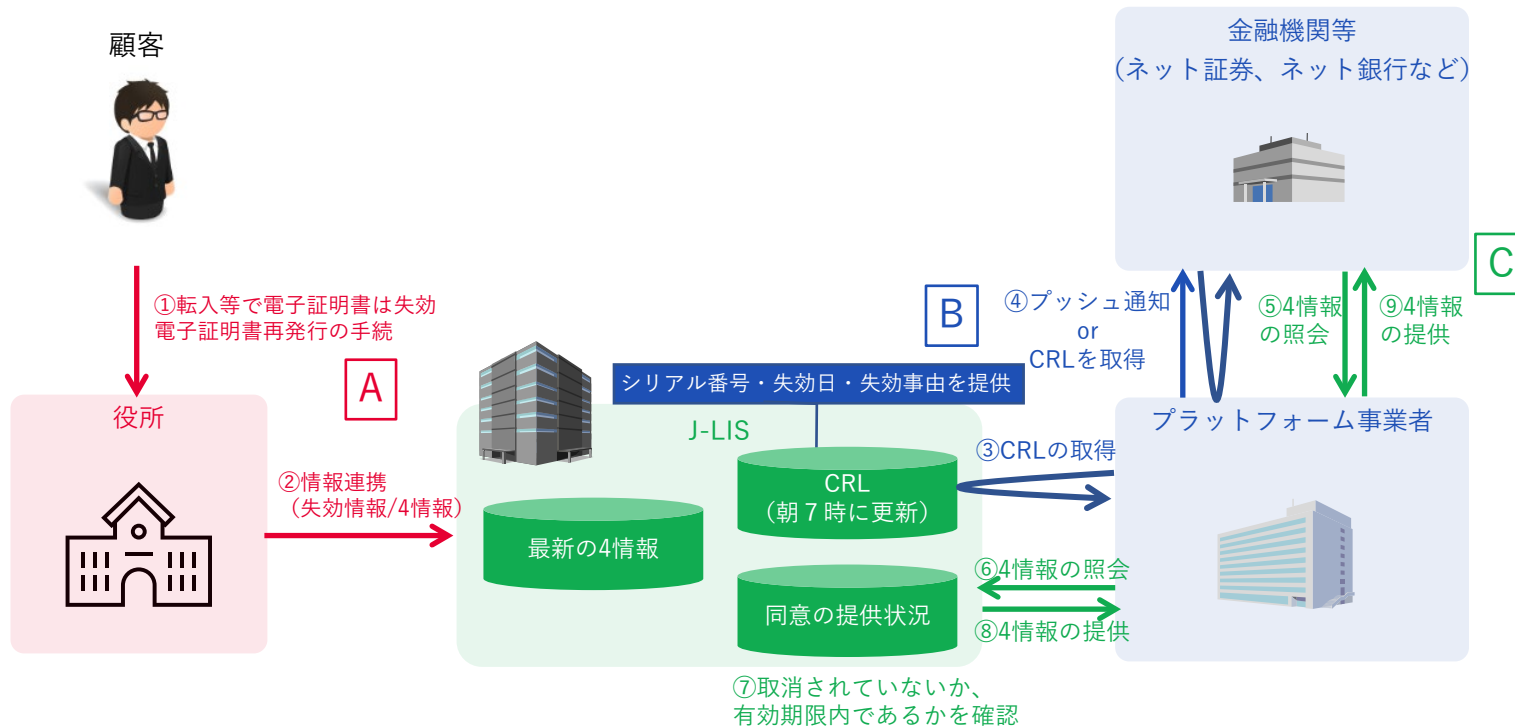 顧客
①転入等で電子証明書は失効
電子証明書再発行の手続
A
役所
②情報連携
（失効情報/4情報）
J-LIS
シリアル番号・失効日・失効事由を提供
最新の4情報
CRL
（朝７時に更新）
同意の提供状況
⑦取消されていないか、
有効期限内であるかを確認
B
③CRLの取得
④プッシュ通知
or
CRLを取得
⑥4情報の照会
⑧4情報の提供
金融機関等
（ネット証券、ネット銀行など）
C
⑤4情報
の照会
⑨4情報
の提供
プラットフォーム事業者